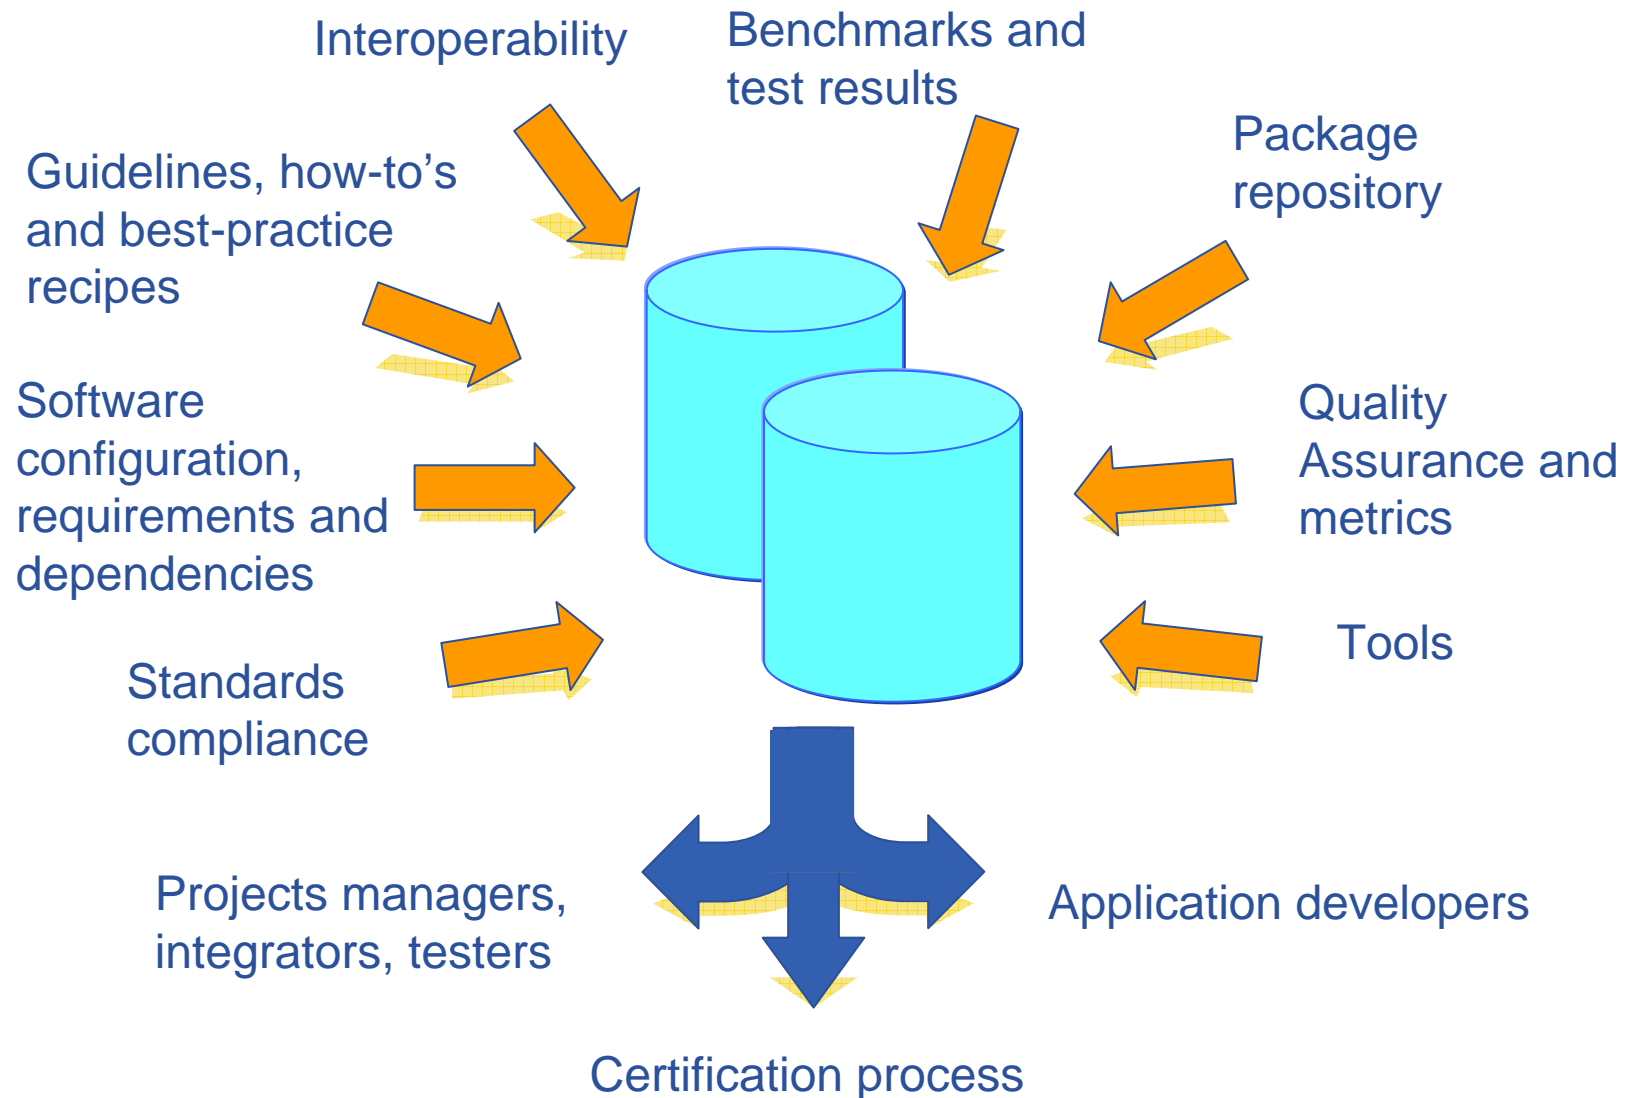 Interoperability
Benchmarks and
test results
Package
repository
Guidelines, how-to’s
and best-practice
recipes
Software
configuration,
requirements and
dependencies
Quality
Assurance and
metrics
Tools
Standards
compliance
Projects managers,
integrators, testers
Application developers
Certification process